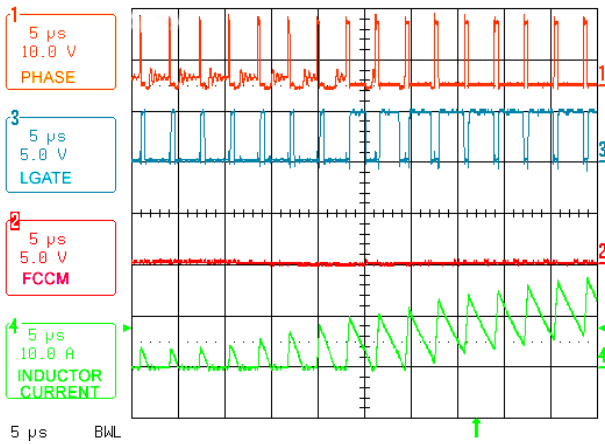 1
5 µs
10.0 V
PHASE
1
3
5 µs
5.0 V
LGATE
3
2
5 µs
5.0 V
FCCM
2
4
5 µs
10.0 A
INDUCTOR
CURRENT
4
5 µs BWL